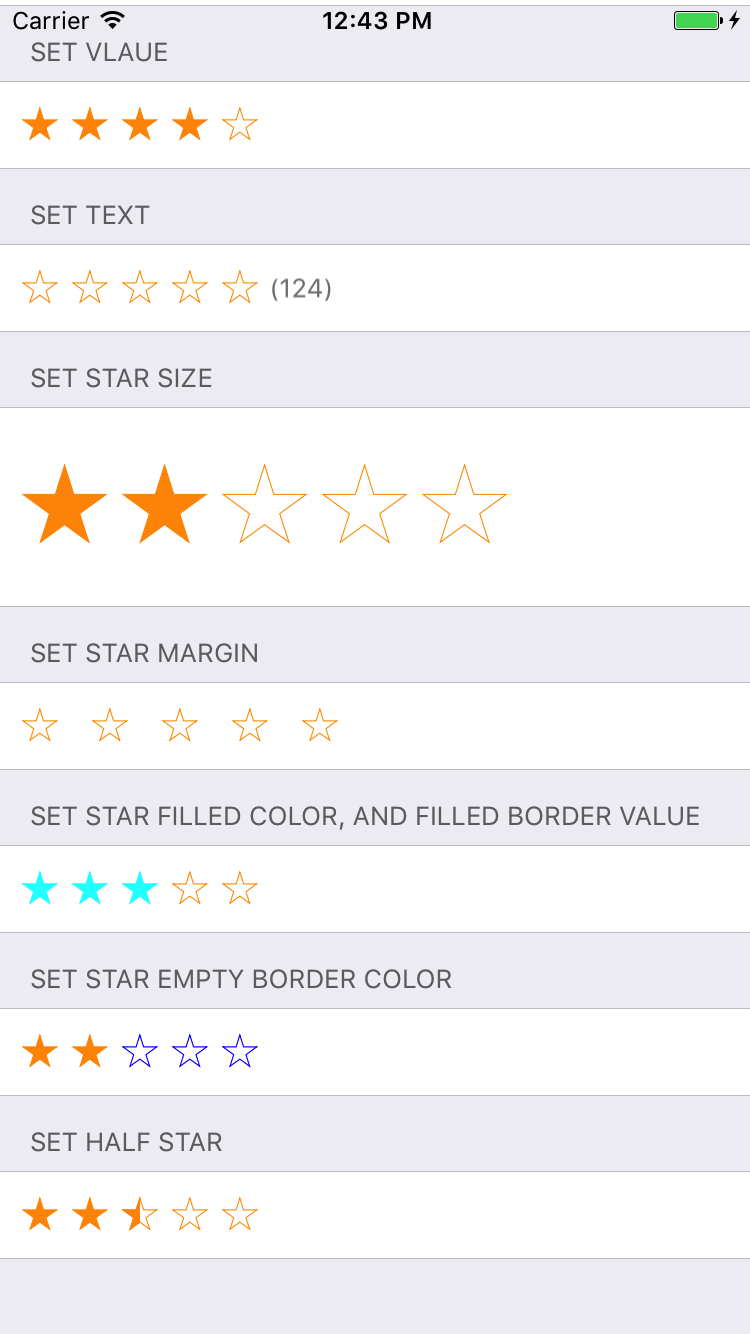 Carrier 12:43 PM
SET VLAUE
SET TEXT
(124)
SET STAR SIZE
SET STAR MARGIN
SET STAR FILLED COLOR, AND FILLED BORDER VALUE
SET STAR EMPTY BORDER COLOR
SET HALF STAR